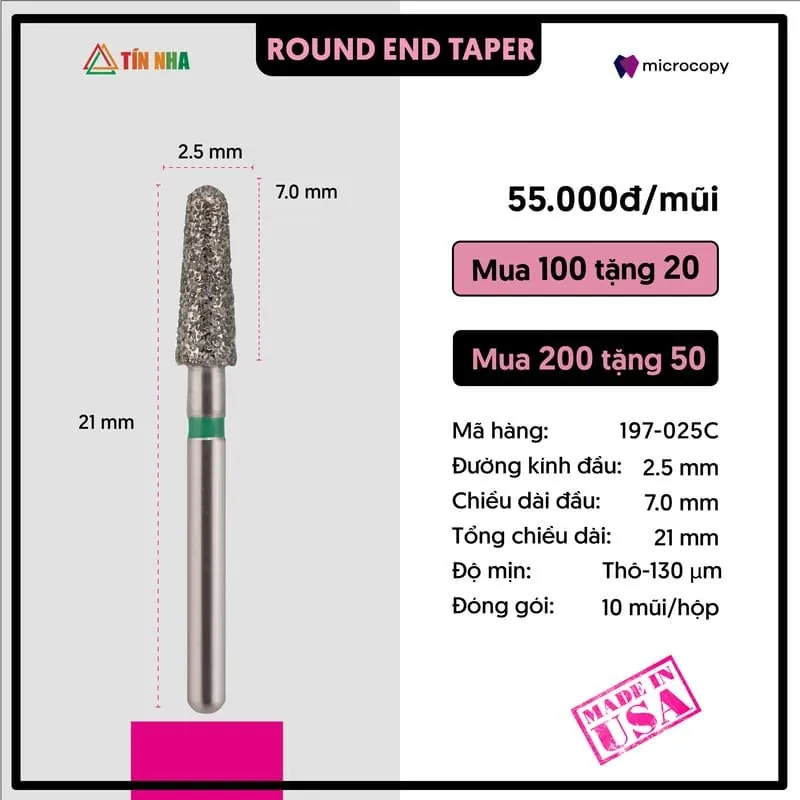 TÍN NHA
ROUND END TAPER
microcopy
2.5 mm
7.0 mm
21 mm
55.000đ/mũi
Mua 100 tặng 20
Mua 200 tặng 50
Mã hàng: 197-025C
Đường kính đầu: 2.5 mm
Chiều dài đầu: 7.0 mm
Tổng chiều dài: 21 mm
Độ mịn: Thô-130 µm
Đóng gói: 10 mũi/hộp
MADE IN
USA